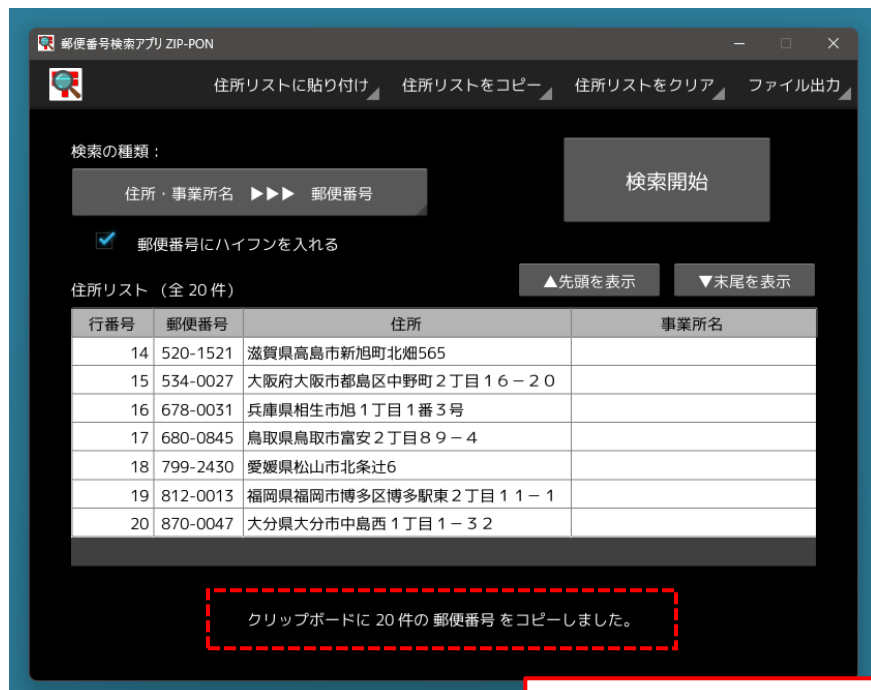 郵便番号検索アプリ ZIP-PON
住所リストに貼り付け 住所リストをコピー 住所リストをクリア ファイル出力
検索の種類：
住所・事業所名 ▶▶▶ 郵便番号
検索開始
郵便番号にハイフンを入れる
住所リスト （全 20 件）
▲先頭を表示 ▼末尾を表示
行番号 郵便番号 住所 事業所名
14 520-1521 滋賀県高島市新旭町北畑565
15 534-0027 大阪府大阪市都島区中野町２丁目１６－２０
16 678-0031 兵庫県相生市旭１丁目１番３号
17 680-0845 鳥取県鳥取市富安２丁目８９－４
18 799-2430 愛媛県松山市北条辻6
19 812-0013 福岡県福岡市博多区博多駅東２丁目１１－１
20 870-0047 大分県大分市中島西１丁目１－３２
クリップボードに 20 件の 郵便番号 をコピーしました。